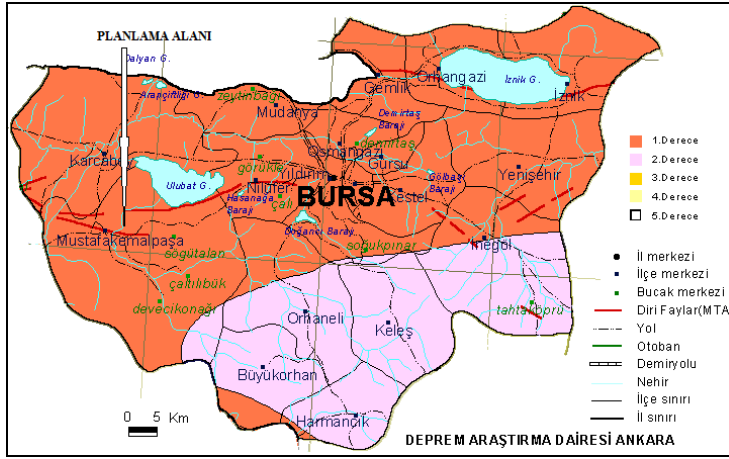 PLANLAMA ALANI
Dalyan G.
Arapçiftliği G.
zeytinbağı
Mudanya
Gemlik
Orhangazi
İznik G.
İznik
Demirtaş
Barajı
demirtaş
Osmangazi
Gürsu
Karcabe
görükle
Yıldırım
Ulubat G.
Nilüfer
BURSA
Kestel
Gölbaşı
Barajı
Yenişehir
Hasanağa
Barajı
çalı
Doğancı Barajı
Mustafakemalpaşa
söğütalan
soğukpınar
İnegöl
çaltılıbük
devecikonağı
tahtaköprü
Orhaneli
Keleş
Büyükorhan
Harmancık
0 5 Km
1.Derece
2.Derece
3.Derece
4.Derece
5.Derece
İl merkezi
İlçe merkezi
Bucak merkezi
Diri Faylar(MTA
Yol
Otoban
Demiryolu
Nehir
İlçe sınırı
İl sınırı
DEPREM ARAŞTIRMA DAİRESİ ANKARA